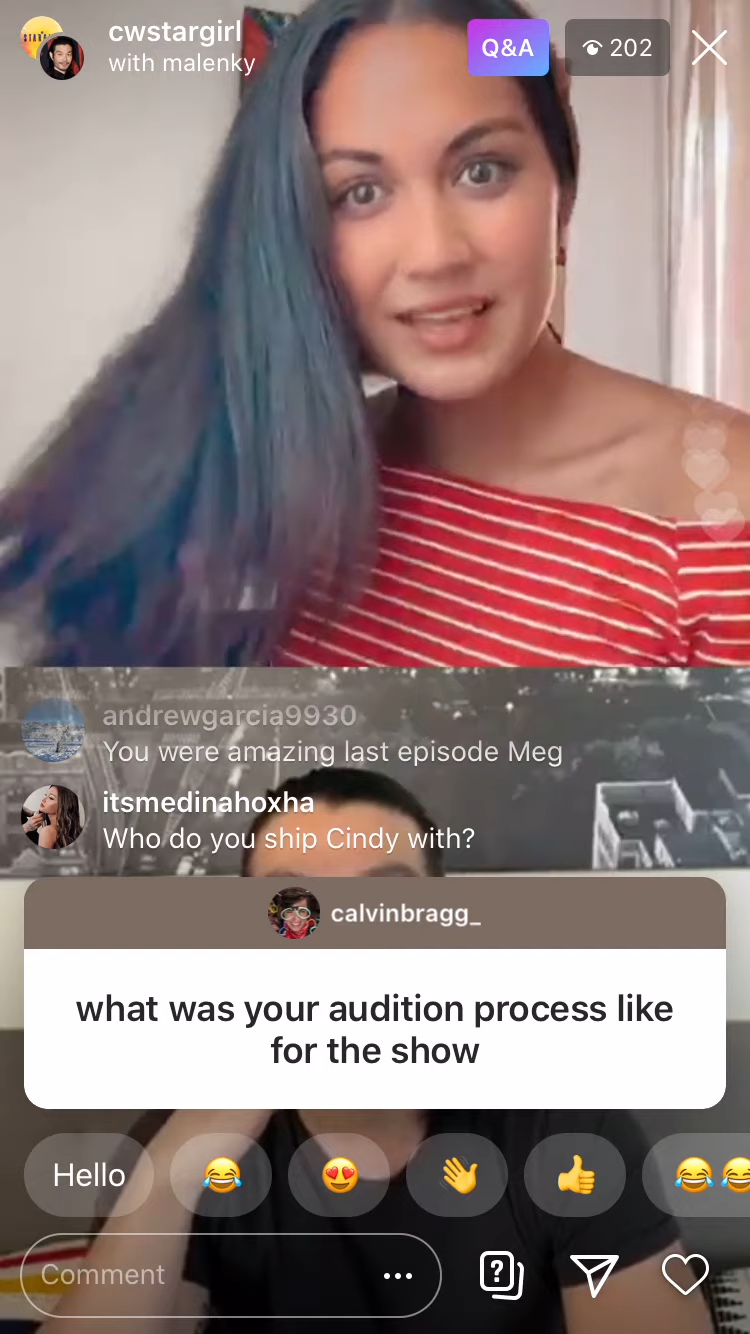 cwstargirl
with malenky
Q&A
202
andrewgarcia9930
You were amazing last episode Meg
itsmedinahoxha
Who do you ship Cindy with?
calvinbragg_
what was your audition process like
for the show
Hello
Comment